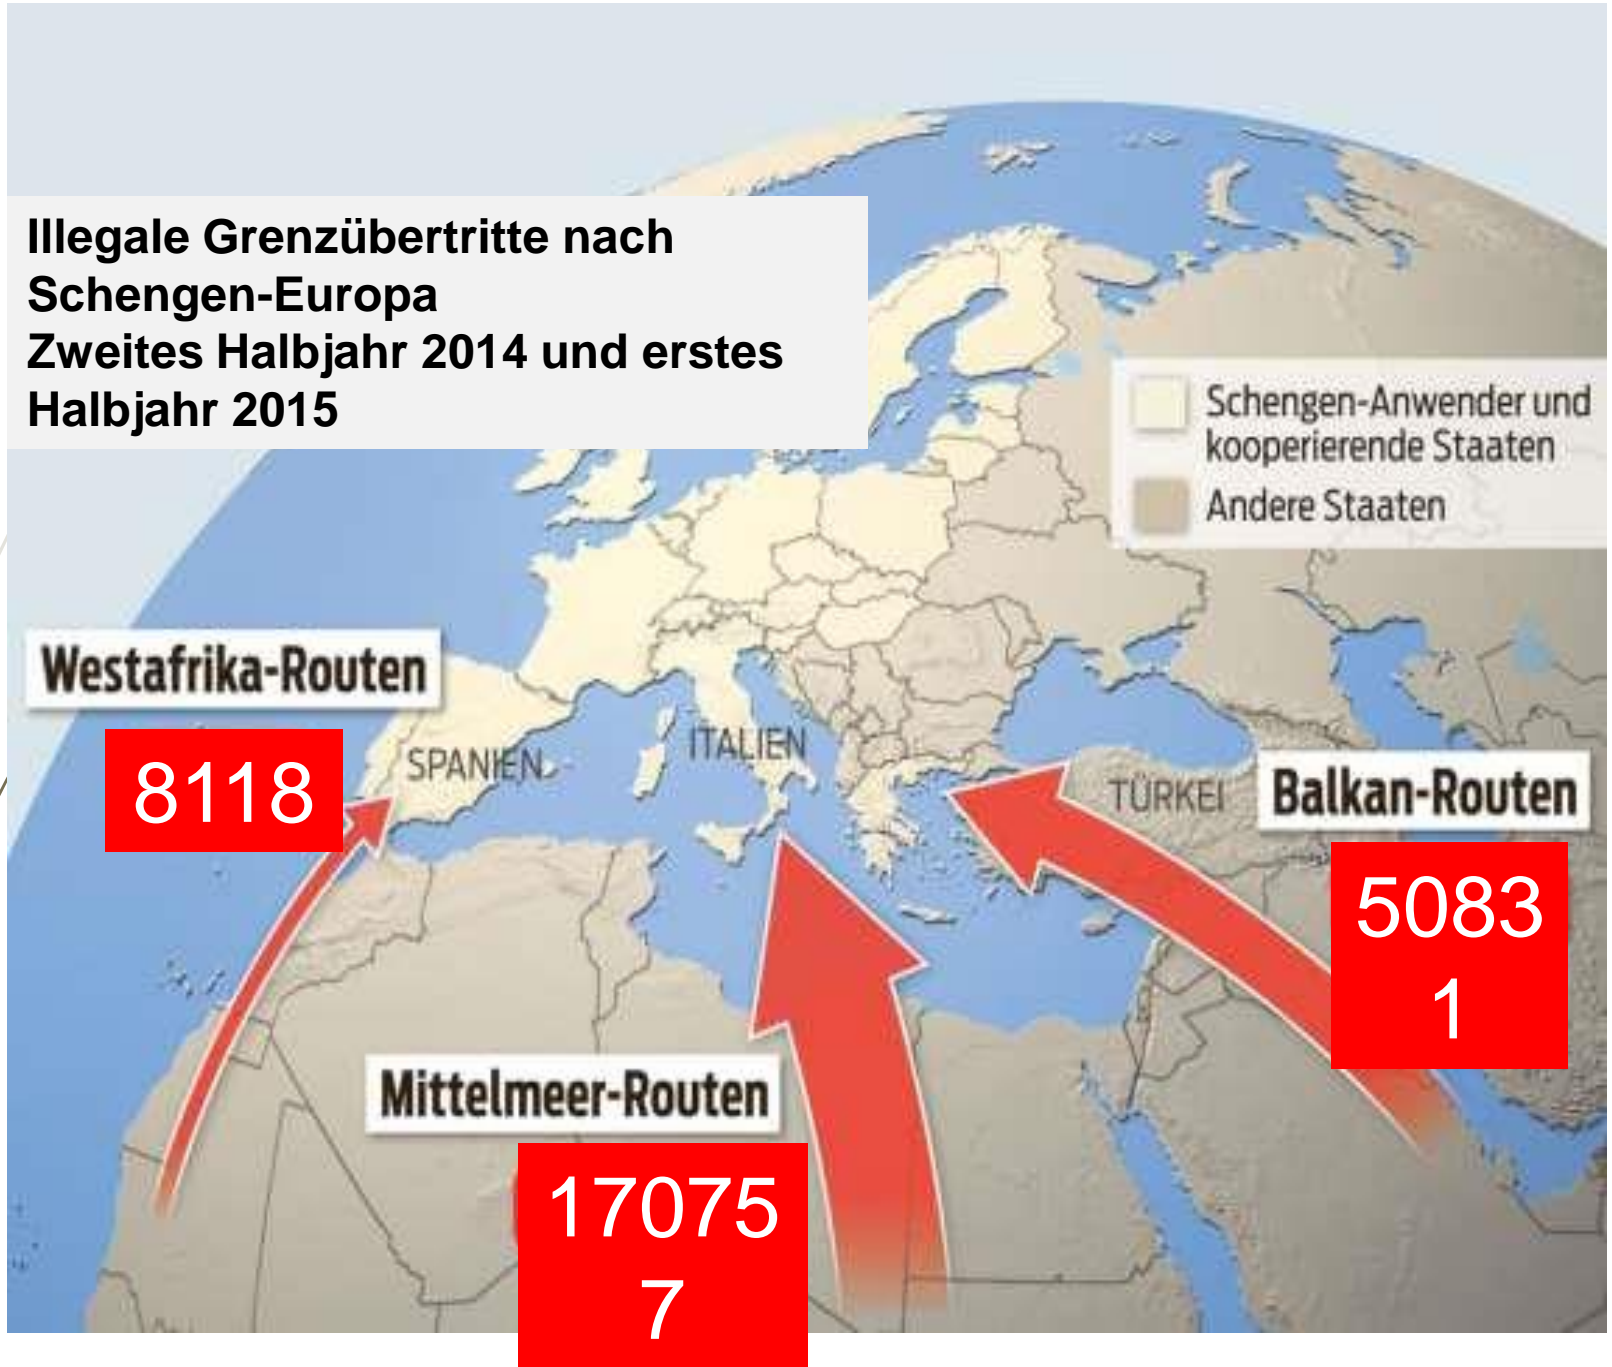 Illegale Grenzübertritte nach
Schengen-Europa
Zweites Halbjahr 2014 und erstes
Halbjahr 2015
Schengen-Anwender und
kooperierende Staaten
Andere Staaten
Westafrika-Routen
8118
SPANIEN
ITALIEN
TÜRKEI
Balkan-Routen
5083
1
Mittelmeer-Routen
17075
7